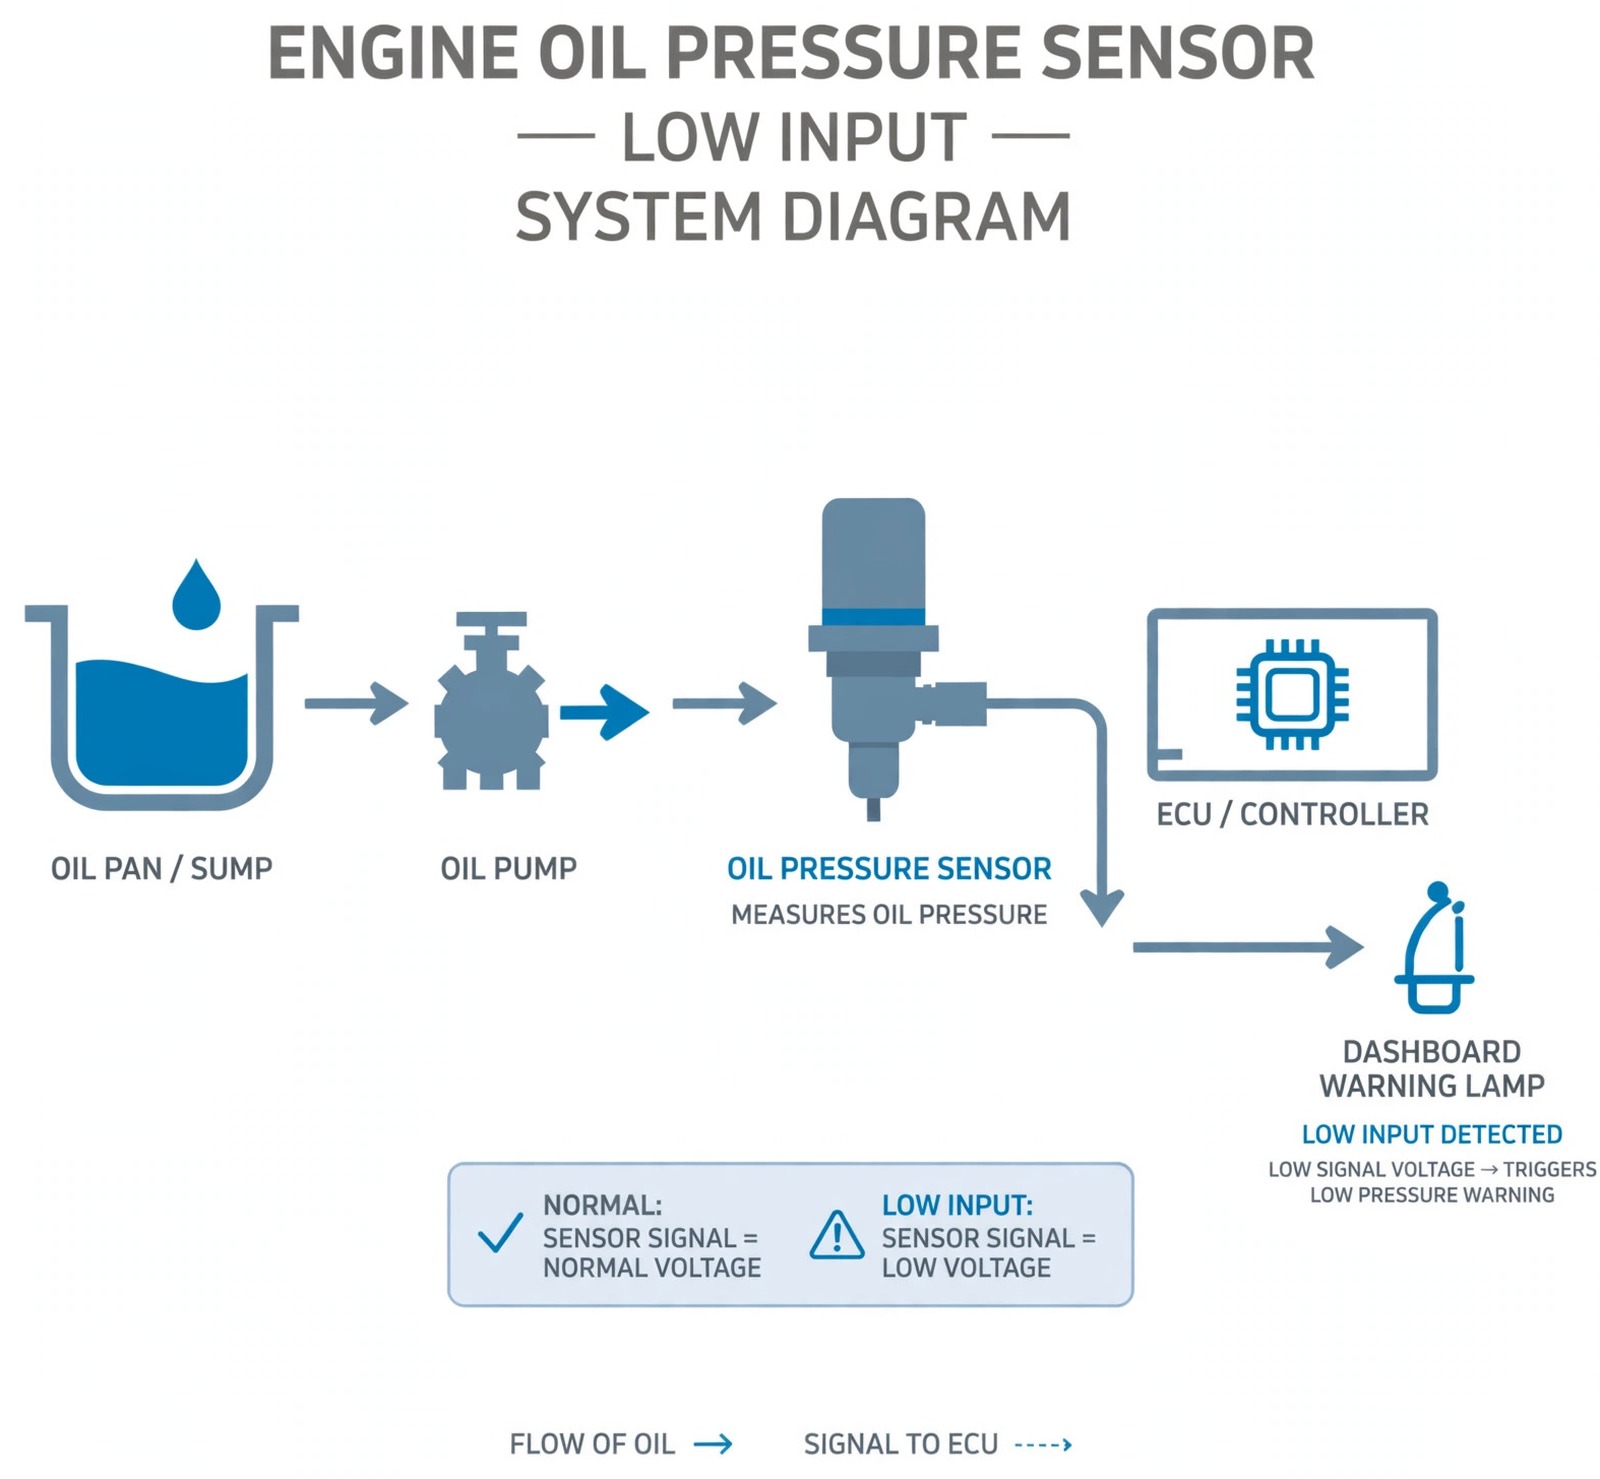 ENGINE OIL PRESSURE SENSOR
— LOW INPUT —
SYSTEM DIAGRAM
OIL PAN / SUMP
OIL PUMP
OIL PRESSURE SENSOR
MEASURES OIL PRESSURE
ECU / CONTROLLER
DASHBOARD
WARNING LAMP
LOW INPUT DETECTED
LOW SIGNAL VOLTAGE → TRIGGERS
LOW PRESSURE WARNING
NORMAL:
SENSOR SIGNAL =
NORMAL VOLTAGE
LOW INPUT:
SENSOR SIGNAL =
LOW VOLTAGE
FLOW OF OIL
SIGNAL TO ECU